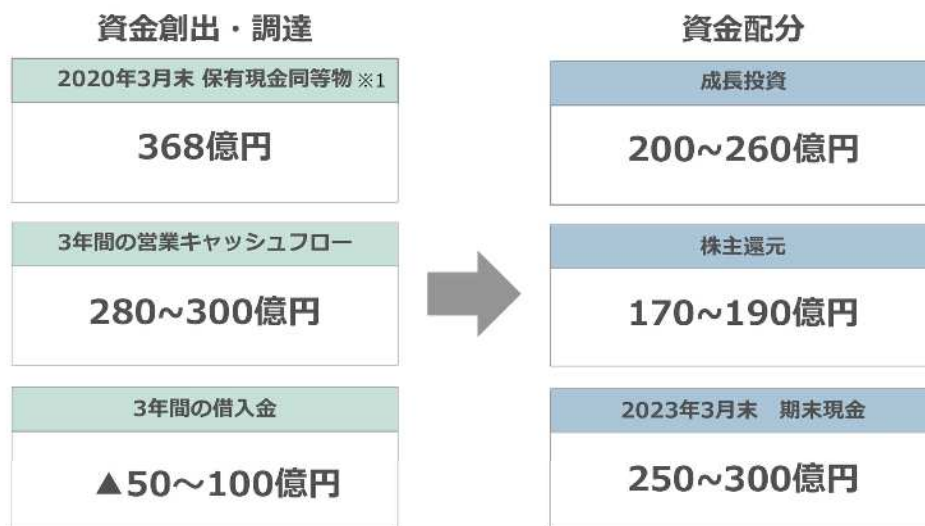 資金創出・調達
2020年3月末 保有現金同等物 ※1
368億円
3年間の営業キャッシュフロー
280~300億円
3年間の借入金
▲50～100億円
資金配分
成長投資
200~260億円
株主還元
170~190億円
2023年3月末　期末現金
250~300億円